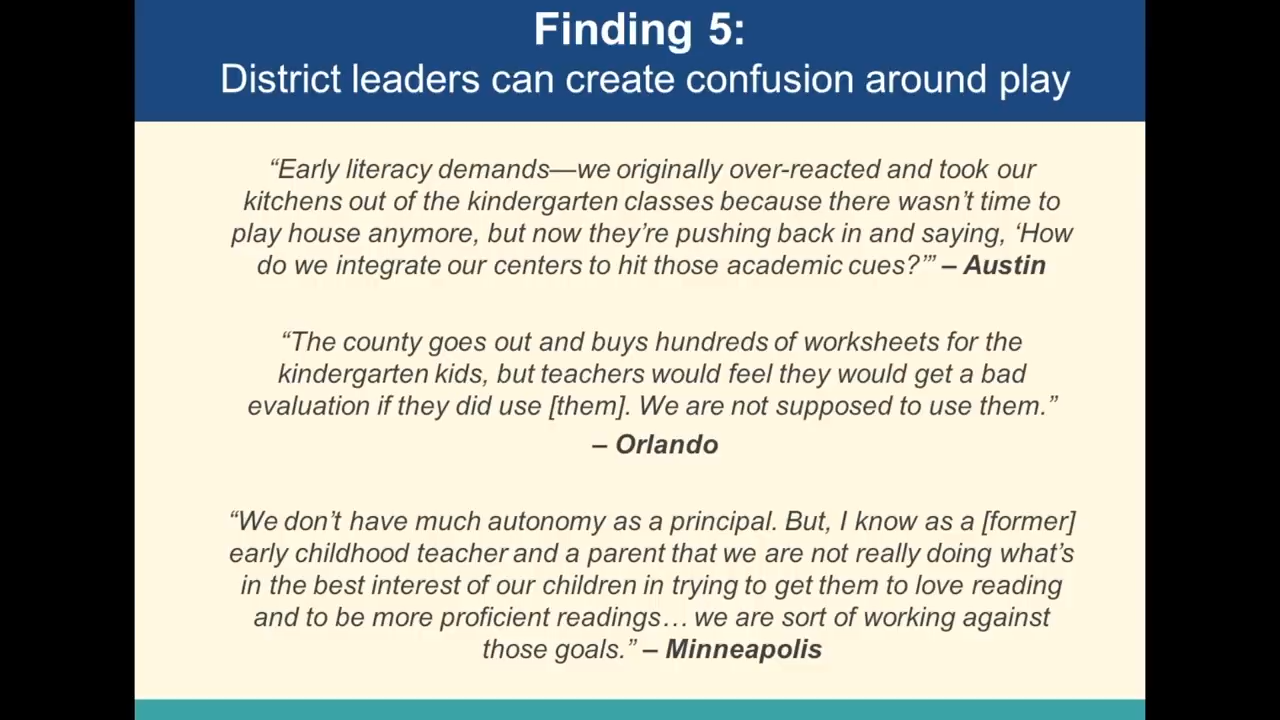 Finding 5:
District leaders can create confusion around play
“Early literacy demands—we originally over-reacted and took our
kitchens out of the kindergarten classes because there wasn’t time to
play house anymore, but now they’re pushing back in and saying, ‘How
do we integrate our centers to hit those academic cues?’” – Austin
“The county goes out and buys hundreds of worksheets for the
kindergarten kids, but teachers would feel they would get a bad
evaluation if they did use [them]. We are not supposed to use them.”
– Orlando
“We don’t have much autonomy as a principal. But, I know as a [former]
early childhood teacher and a parent that we are not really doing what’s
in the best interest of our children in trying to get them to love reading
and to be more proficient readings… we are sort of working against
those goals.” – Minneapolis